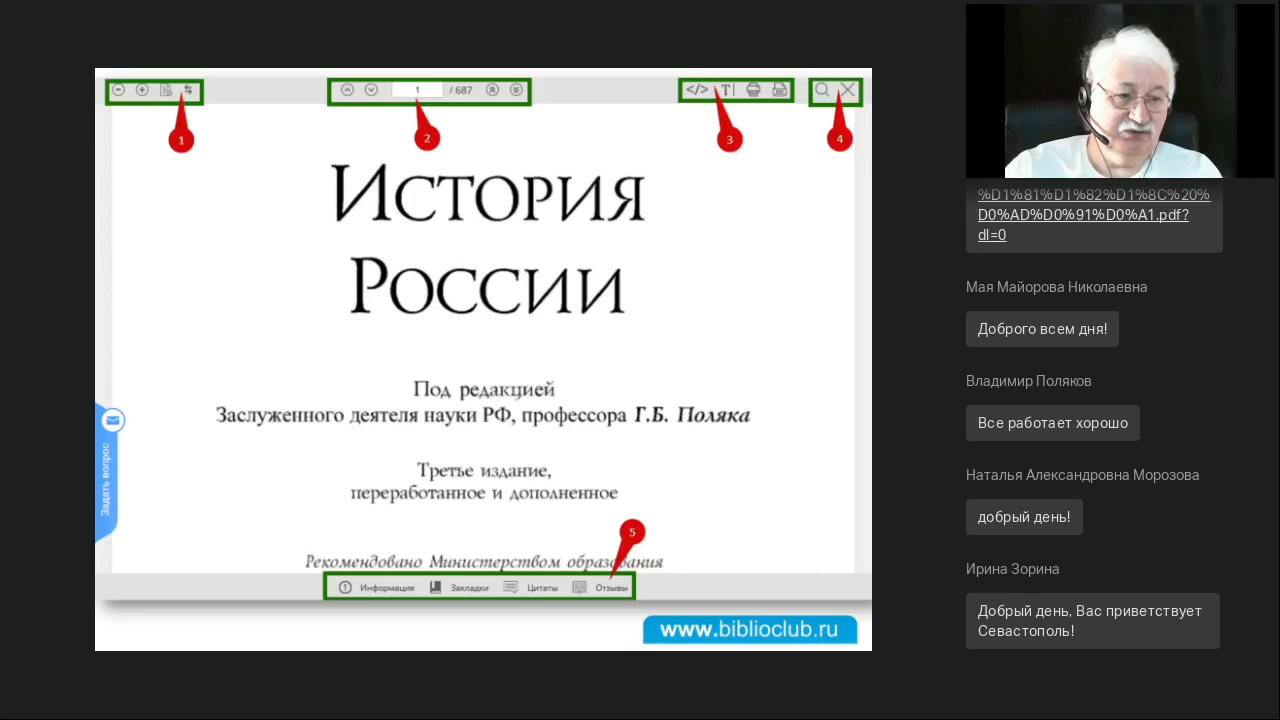 1
/ 687
</>
T|
1
2
3
4
История
России
Под редакцией
Заслуженного деятеля науки РФ, профессора Г.Б. Поляка
Третье издание,
переработанное и дополненное
Рекомендовано Министерством образования
5
Задать вопрос
Информация
Закладки
Цитаты
Отзывы
www.biblioclub.ru
%D1%81%D1%82%D1%8C%20%
D0%AD%D0%91%D0%A1.pdf?
dl=0
Мая Майорова Николаевна
Доброго всем дня!
Владимир Поляков
Все работает хорошо
Наталья Александровна Морозова
добрый день!
Ирина Зорина
Добрый день, Вас приветствует
Севастополь!